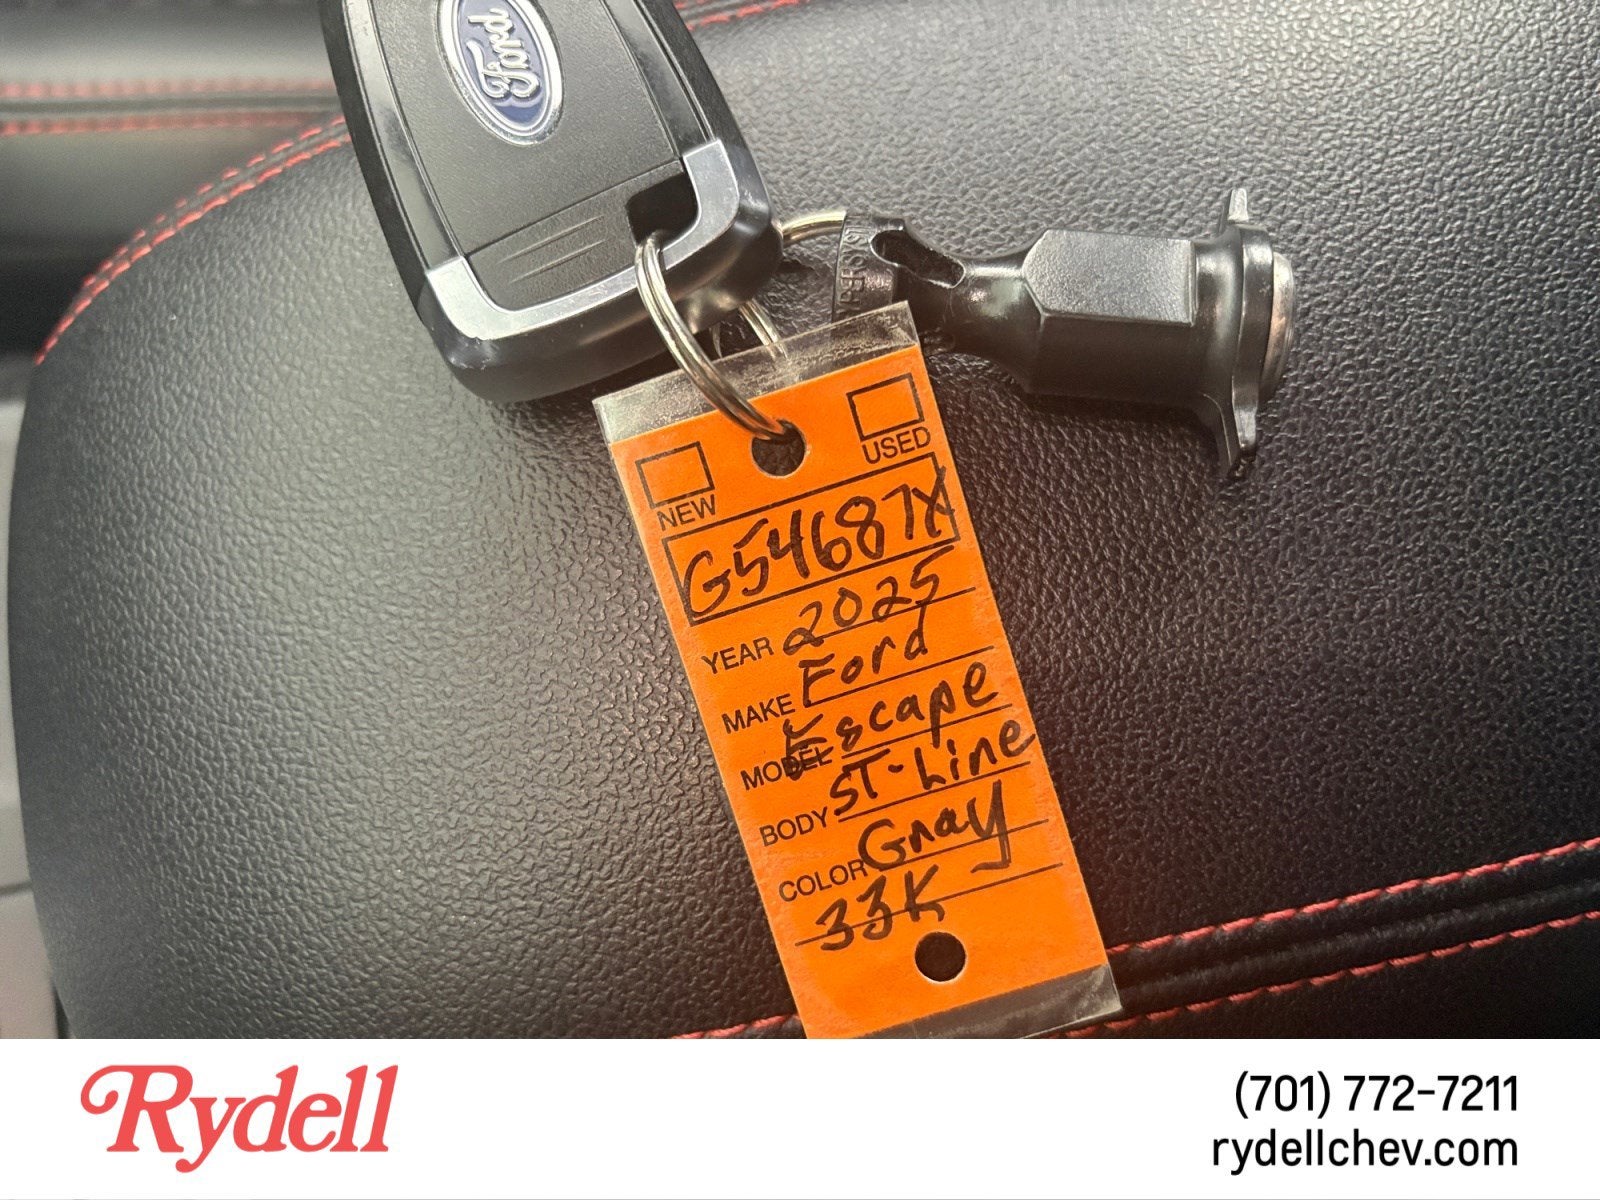 Ford
NEW
USED
G54687X
YEAR 2025
MAKE Ford
MODEL Escape
BODY ST-Line
COLOR Gray
33K
Rydell
(701) 772-7211
rydellchev.com